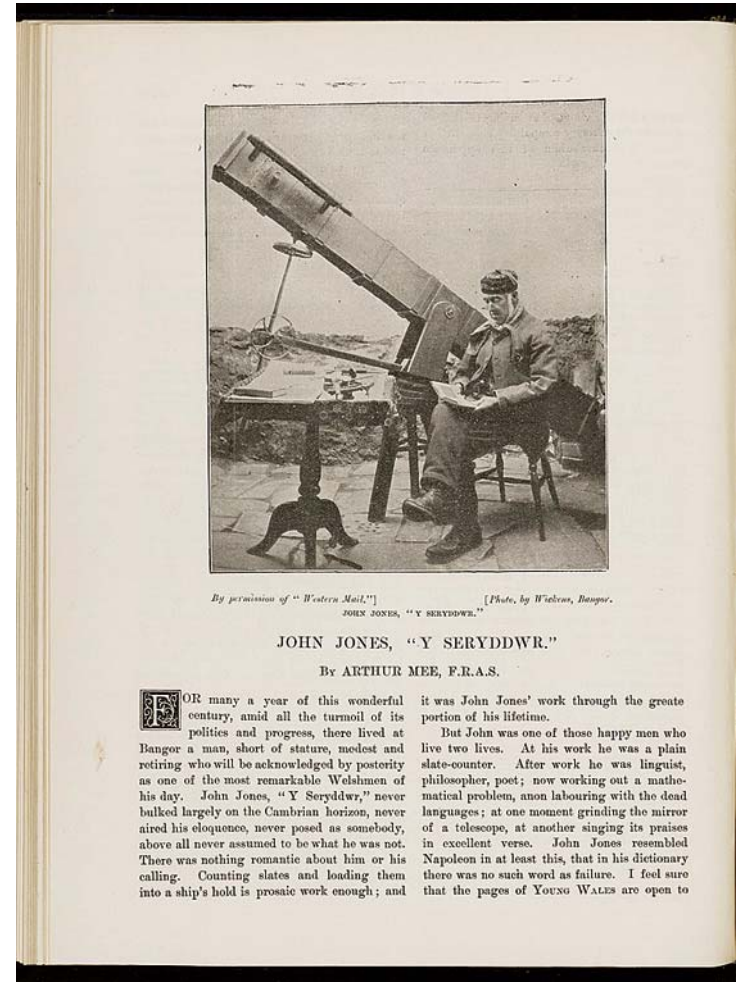 By permission of "Western Mail."]
[Photo, by Wickens, Bangor.
JOHN JONES, "Y SERYDDWR."
JOHN JONES, "Y SERYDDWR."
By ARTHUR MEE, F.R.A.S.
FOR many a year of this wonderful
century, amid all the turmoil of its
politics and progress, there lived at
Bangor a man, short of stature, modest and
retiring who will be acknowledged by posterity
as one of the most remarkable Welshmen of
his day. John Jones, "Y Seryddwr," never
bulked largely on the Cambrian horizon, never
aired his eloquence, never posed as somebody,
above all never assumed to be what he was not.
There was nothing romantic about him or his
calling. Counting slates and loading them
into a ship's hold is prosaic work enough; and
it was John Jones' work through the greate
portion of his lifetime.
But John was one of those happy men who
live two lives. At his work he was a plain
slate-counter. After work he was linguist,
philosopher, poet; now working out a mathe-
matical problem, anon labouring with the dead
languages; at one moment grinding the mirror
of a telescope, at another singing its praises
in excellent verse. John Jones resembled
Napoleon in at least this, that in his dictionary
there was no such word as failure. I feel sure
that the pages of YOUNG WALES are open to